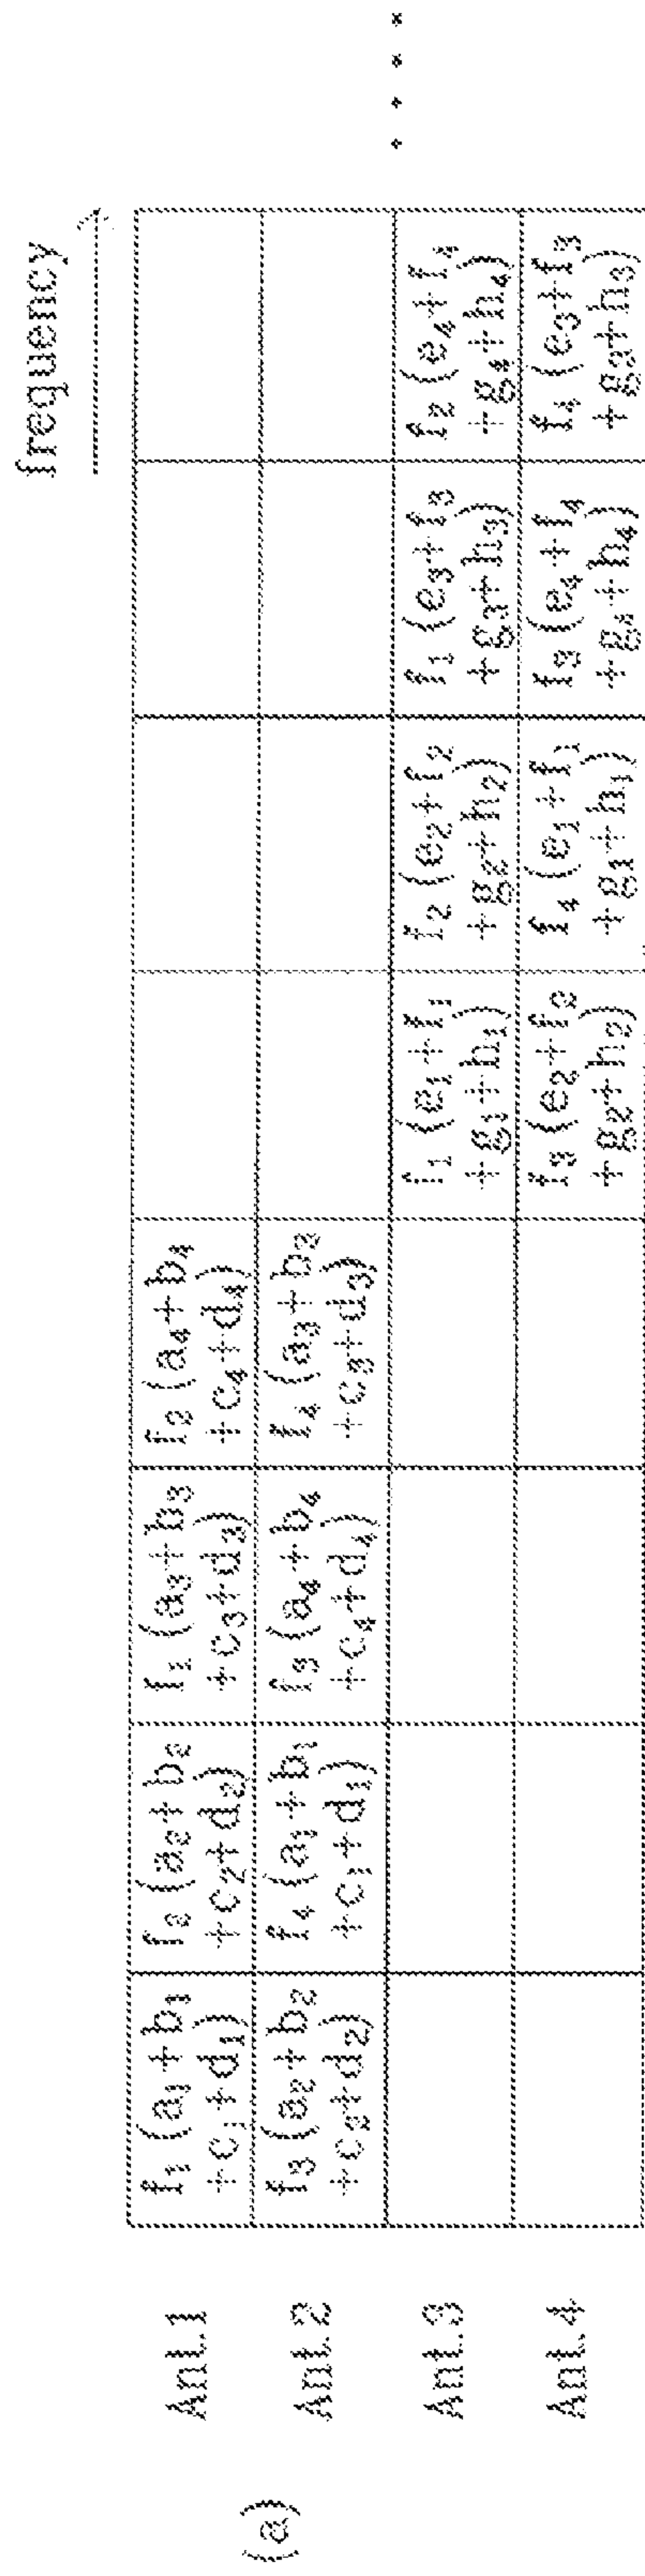 frequency
(a)
Ant.1
f₁ (a₁+b₁
+c₁+d₁)
f₂ (a₂+b₂
+c₂+d₂)
f₁ (a₃+b₃
+c₃+d₃)
f₂ (a₄+b₄
+c₄+d₄)
Ant.2
f₃ (a₂+b₂
+c₂+d₂)
f₄ (a₁+b₁
+c₁+d₁)
f₃ (a₄+b₄
+c₄+d₄)
f₄ (a₃+b₃
+c₃+d₃)
Ant.3
f₁ (e₁+f₁
+g₁+h₁)
f₂ (e₂+f₂
+g₂+h₂)
f₁ (e₃+f₃
+g₃+h₃)
f₂ (e₄+f₄
+g₄+h₄)
Ant.4
f₃ (e₂+f₂
+g₂+h₂)
f₄ (e₁+f₁
+g₁+h₁)
f₃ (e₄+f₄
+g₄+h₄)
f₄ (e₃+f₃
+g₃+h₃)